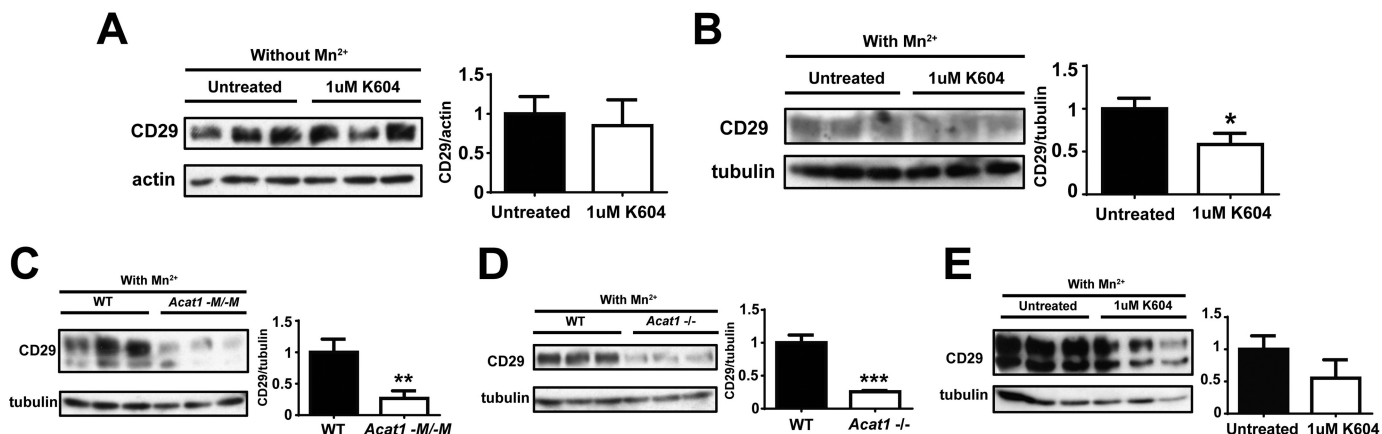 A
Without Mn²⁺
Untreated 1uM K604
CD29
actin
CD29/actin
1.5
1
0.5
0
Untreated 1uM K604
B
With Mn²⁺
Untreated 1uM K604
CD29
tubulin
CD29/tubulin
1.5
1
0.5
0
*
Untreated 1uM K604
C
With Mn²⁺
WT Acat1 -M/-M
CD29
tubulin
CD29/tubulin
1.5
1
0.5
0
**
WT Acat1 -M/-M
D
With Mn²⁺
WT Acat1 -/-
CD29
tubulin
CD29/tubulin
1.5
1
0.5
0
***
WT Acat1 -/-
E
With Mn²⁺
Untreated 1uM K604
CD29
tubulin
1.5
1
0.5
0
Untreated 1uM K604